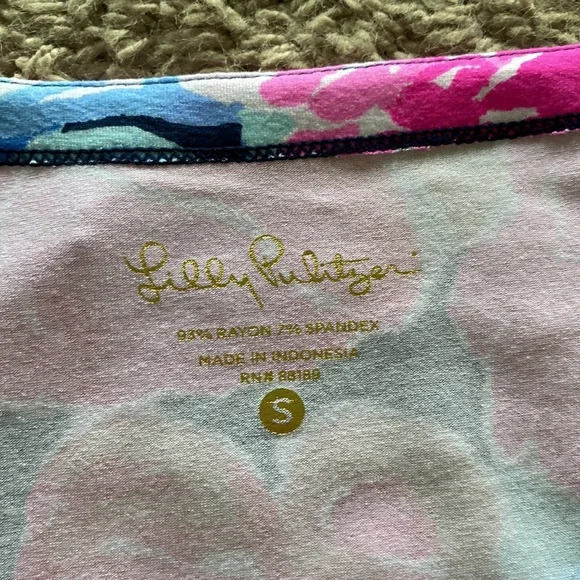 Lilly Pulitzer
93% RAYON 7% SPANDEX
MADE IN INDONESIA
RN# 88189
S